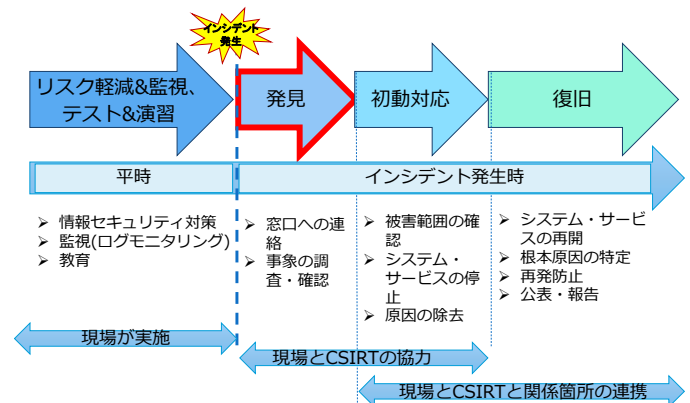 インシデント
発生
リスク軽減&監視、
テスト&演習
発見
初動対応
復旧
平時
インシデント発生時
➢ 情報セキュリティ対策
➢ 監視(ログモニタリング)
➢ 教育
➢ 窓口への連
絡
➢ 事象の調
査・確認
➢ 被害範囲の確
認
➢ システム・
サービスの停
止
➢ 原因の除去
➢ システム・サービ
スの再開
➢ 根本原因の特定
➢ 再発防止
➢ 公表・報告
現場が実施
現場とCSIRTの協力
現場とCSIRTと関係箇所の連携